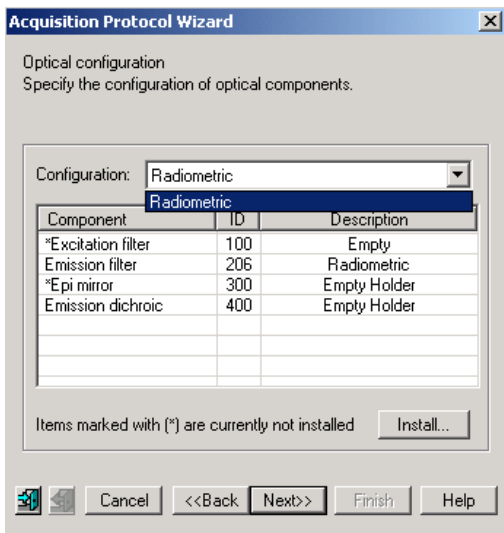 Acquisition Protocol Wizard
Optical configuration
Specify the configuration of optical components.
Configuration: Radiometric
Radiometric
Component ID Description
*Excitation filter 100 Empty
Emission filter 206 Radiometric
*Epi mirror 300 Empty Holder
Emission dichroic 400 Empty Holder
Items marked with (*) are currently not installed Install...
Cancel <<Back Next>> Finish Help